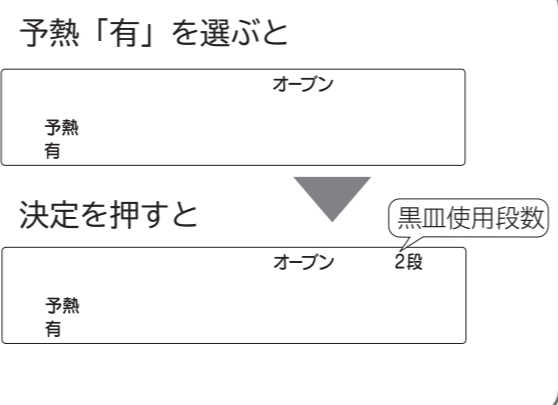 予熱「有」を選ぶと
オーブン
予熱
有
決定を押すと
黒皿使用段数
オーブン 2段
予熱
有